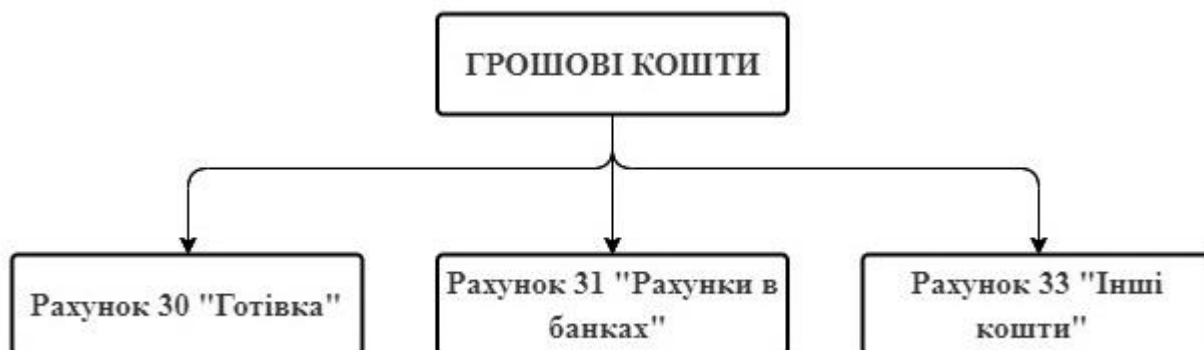 ГРОШОВІ КОШТИ
Рахунок 30 "Готівка"
Рахунок 31 "Рахунки в
банках"
Рахунок 33 "Інші
кошти"